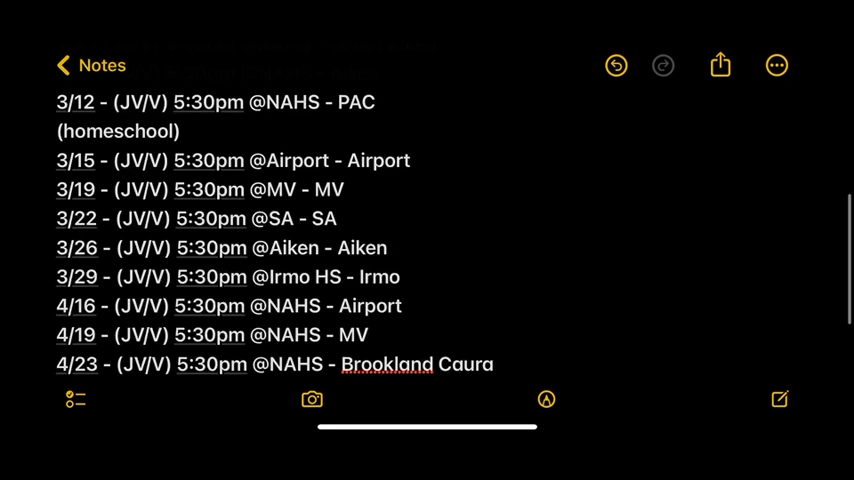 Notes
3/12 - (JV/V) 5:30pm @NAHS - PAC
(homeschool)
3/15 - (JV/V) 5:30pm @Airport - Airport
3/19 - (JV/V) 5:30pm @MV - MV
3/22 - (JV/V) 5:30pm @SA - SA
3/26 - (JV/V) 5:30pm @Aiken - Aiken
3/29 - (JV/V) 5:30pm @Irmo HS - Irmo
4/16 - (JV/V) 5:30pm @NAHS - Airport
4/19 - (JV/V) 5:30pm @NAHS - MV
4/23 - (JV/V) 5:30pm @NAHS - Brookland Caura